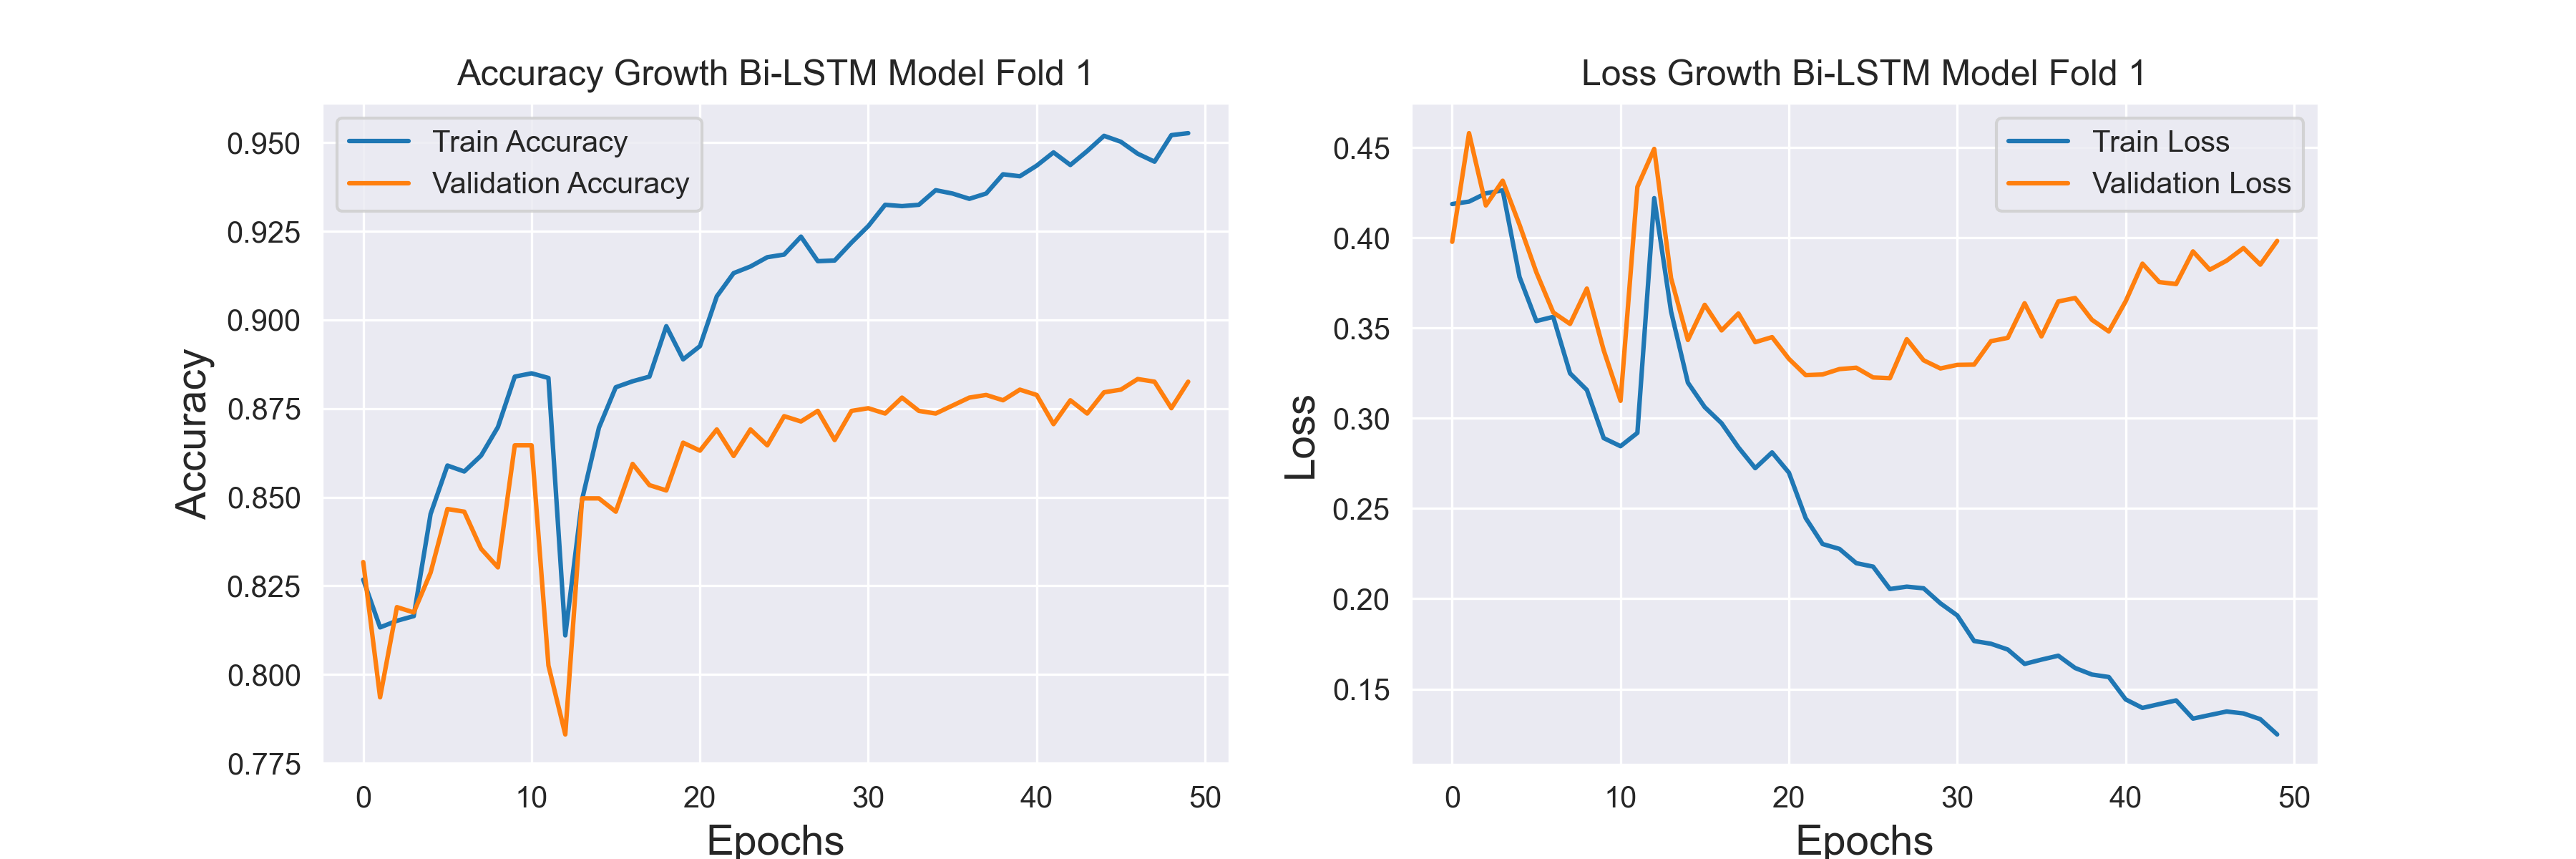 Accuracy Growth Bi-LSTM Model Fold 1
Train Accuracy
Validation Accuracy
0.950
0.925
0.900
0.875
0.850
0.825
0.800
0.775
Accuracy
0 10 20 30 40 50
Epochs
Loss Growth Bi-LSTM Model Fold 1
Train Loss
Validation Loss
0.45
0.40
0.35
0.30
0.25
0.20
0.15
Loss
0 10 20 30 40 50
Epochs